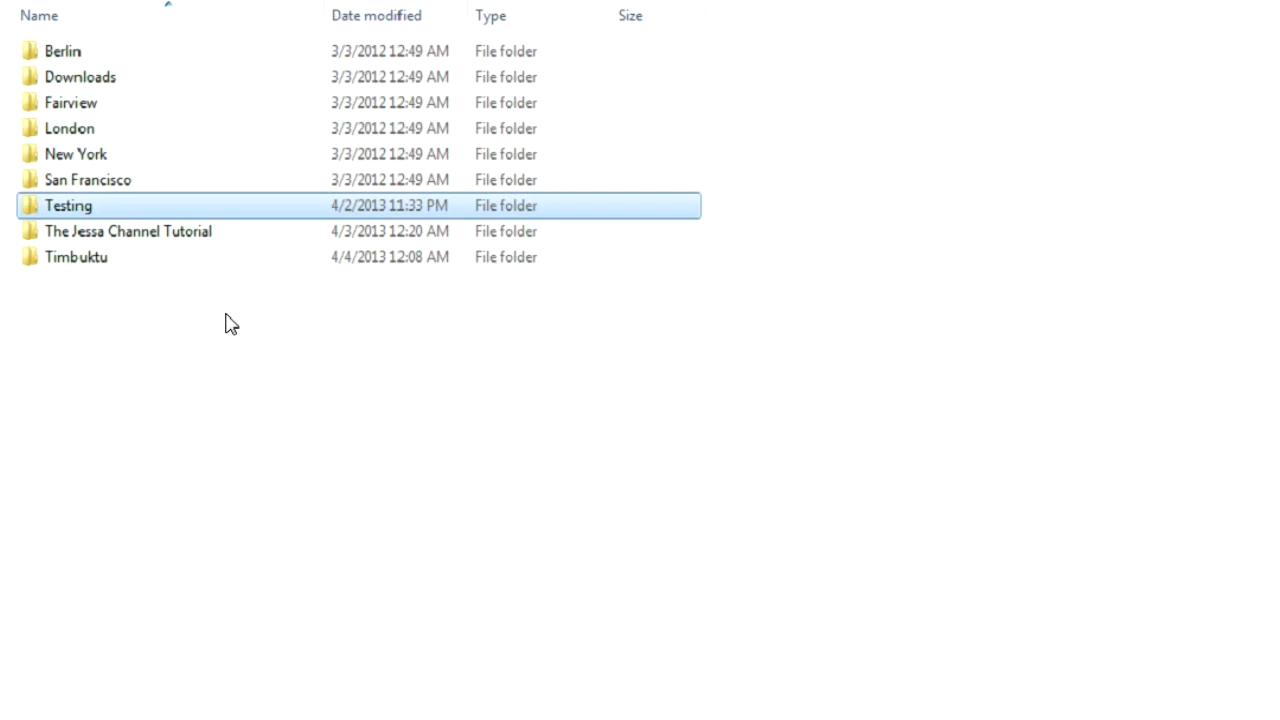 Name Date modified Type Size
Berlin 3/3/2012 12:49 AM File folder
Downloads 3/3/2012 12:49 AM File folder
Fairview 3/3/2012 12:49 AM File folder
London 3/3/2012 12:49 AM File folder
New York 3/3/2012 12:49 AM File folder
San Francisco 3/3/2012 12:49 AM File folder
Testing 4/2/2013 11:33 PM File folder
The Jessa Channel Tutorial 4/3/2013 12:20 AM File folder
Timbuktu 4/4/2013 12:08 AM File folder